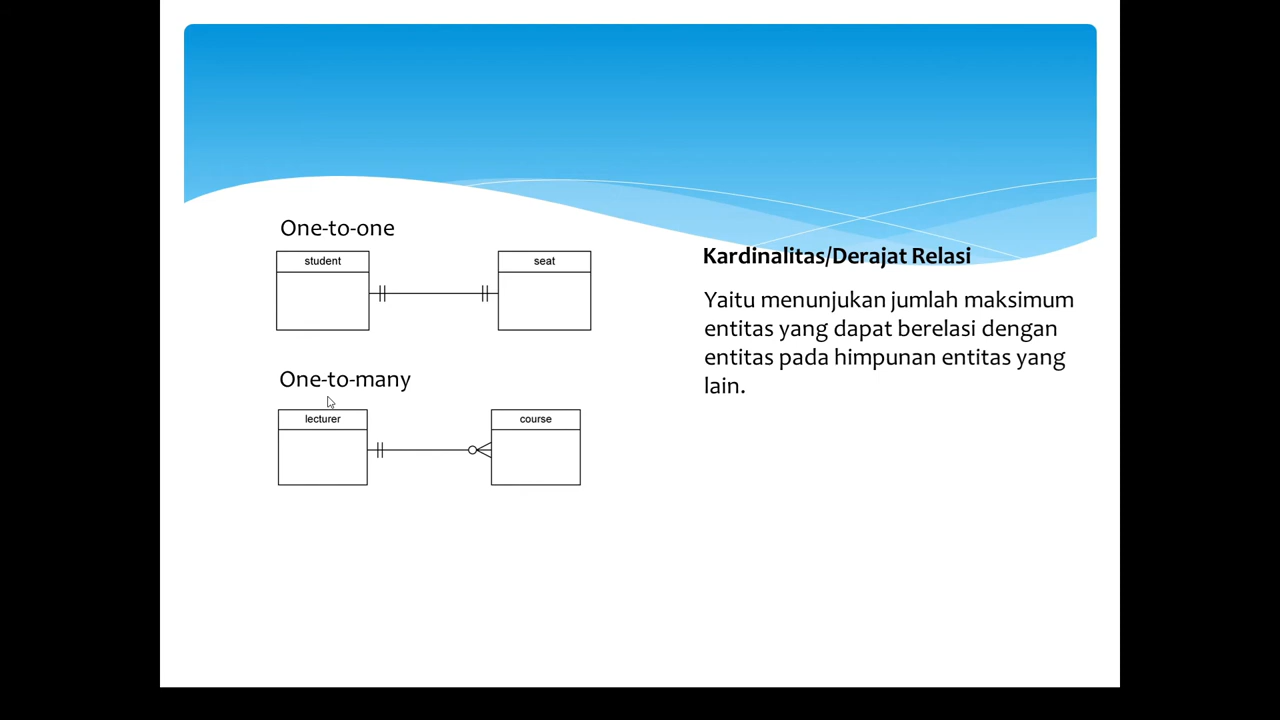 One-to-one
student
seat
One-to-many
lecturer
course
Kardinalitas/Derajat Relasi
Yaitu menunjukan jumlah maksimum
entitas yang dapat berelasi dengan
entitas pada himpunan entitas yang
lain.